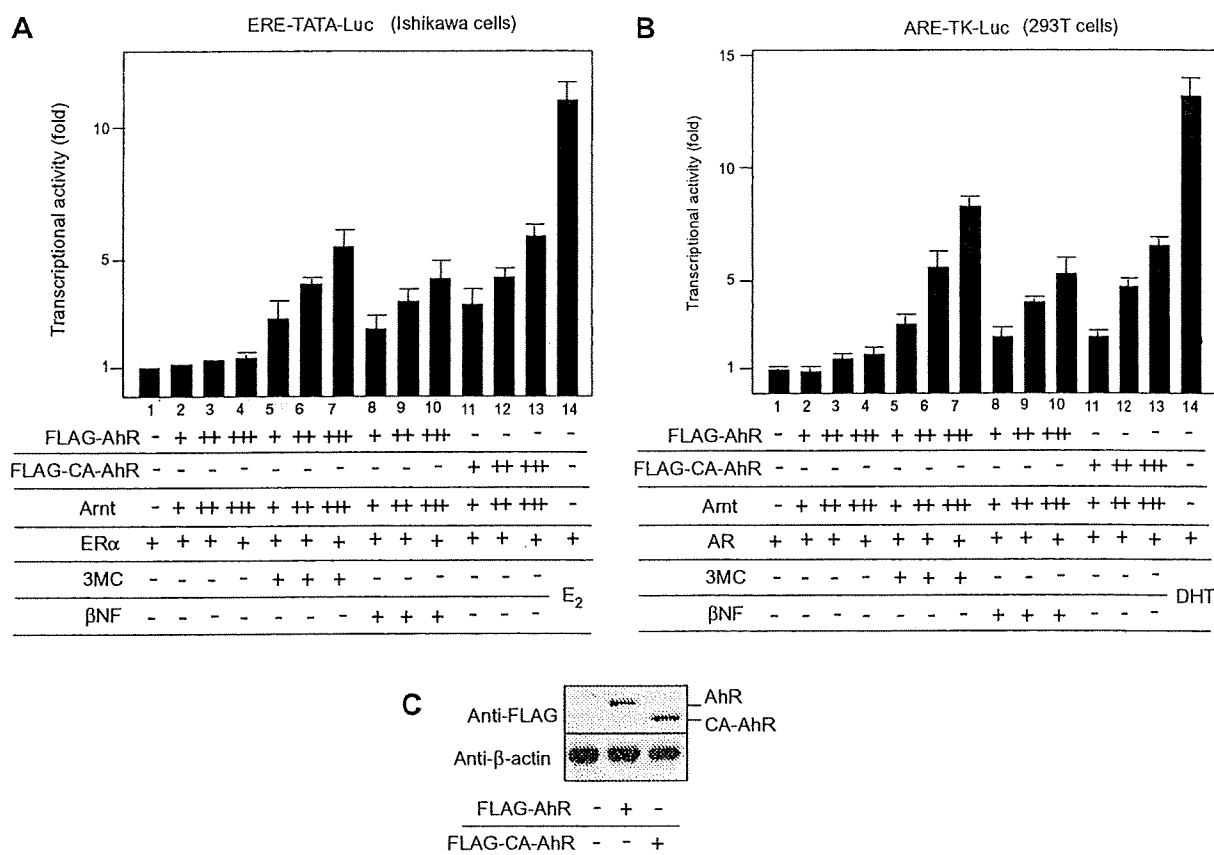 A
ERE-TATA-Luc (Ishikawa cells)
Transcriptional activity (fold)
10
5
1
1 2 3 4 5 6 7 8 9 10 11 12 13 14
FLAG-AhR - + ++ +++ + ++ +++ + ++ +++ - - - -
FLAG-CA-AhR - - - - - - - - - - + ++ +++ -
Arnt - + ++ +++ + ++ +++ + ++ +++ + ++ +++ -
ERα + + + + + + + + + + + + + +
3MC - - - - + + + - - - - - - E2
βNF - - - - - - - + + + - - -
B
ARE-TK-Luc (293T cells)
Transcriptional activity (fold)
15
10
5
1
1 2 3 4 5 6 7 8 9 10 11 12 13 14
FLAG-AhR - + ++ +++ + ++ +++ + ++ +++ - - - -
FLAG-CA-AhR - - - - - - - - - - + ++ +++ -
Arnt - + ++ +++ + ++ +++ + ++ +++ + ++ +++ -
AR + + + + + + + + + + + + + +
3MC - - - - + + + - - - - - - DHT
βNF - - - - - - - + + + - - -
C
Anti-FLAG
AhR
CA-AhR
Anti-β-actin
FLAG-AhR - + -
FLAG-CA-AhR - - +